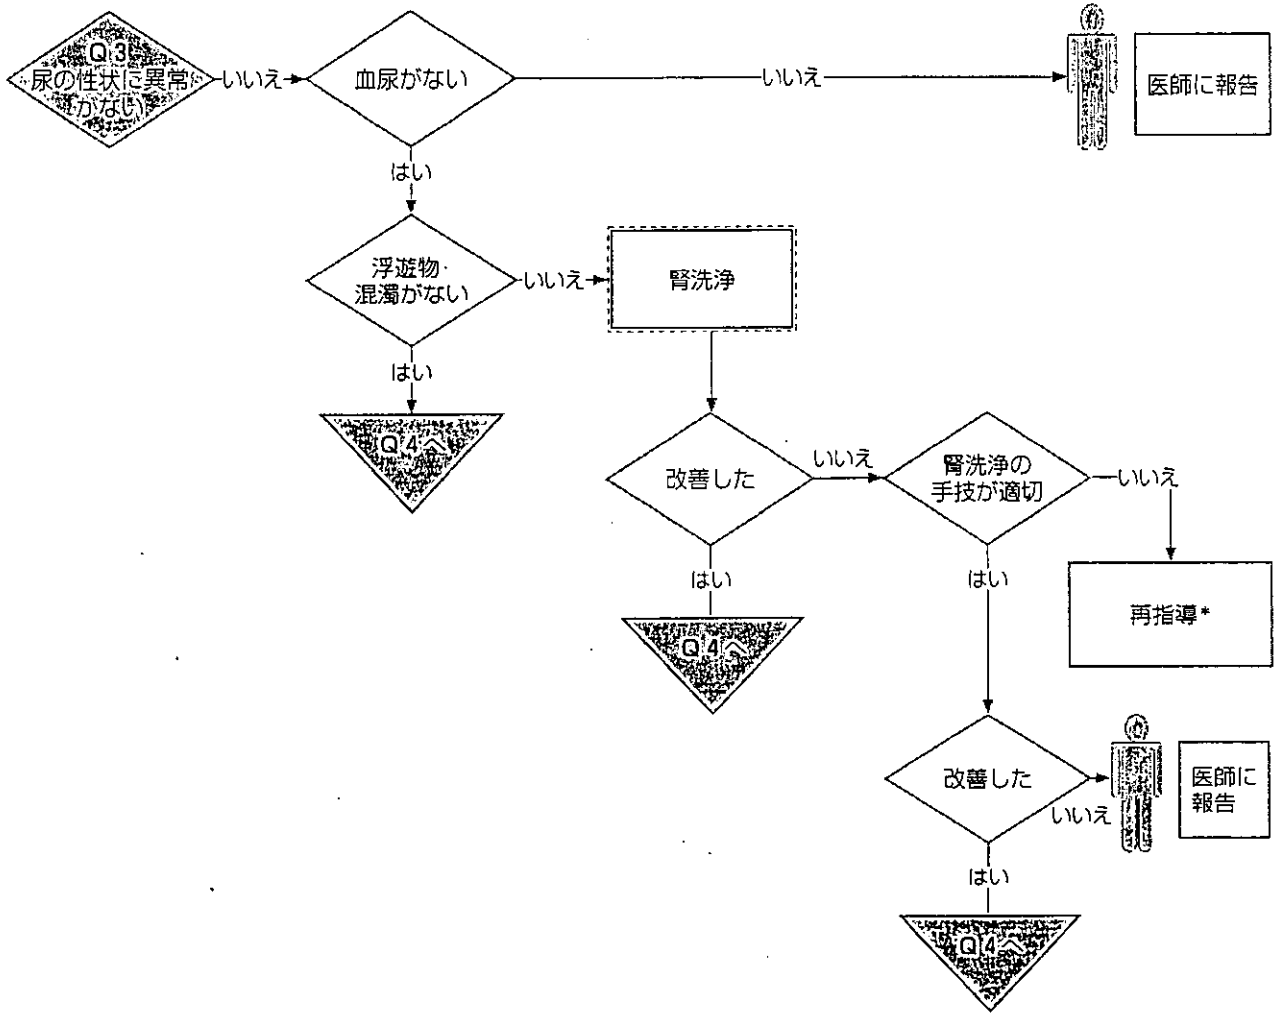 Q3
尿の性状に異常
がない
いいえ
血尿がない
いいえ
医師に報告
はい
浮遊物・
混濁がない
いいえ
腎洗浄
はい
Q4へ
改善した
いいえ
腎洗浄の
手技が適切
いいえ
はい
はい
再指導*
Q4へ
改善した
いいえ
医師に
報告
はい
Q4へ